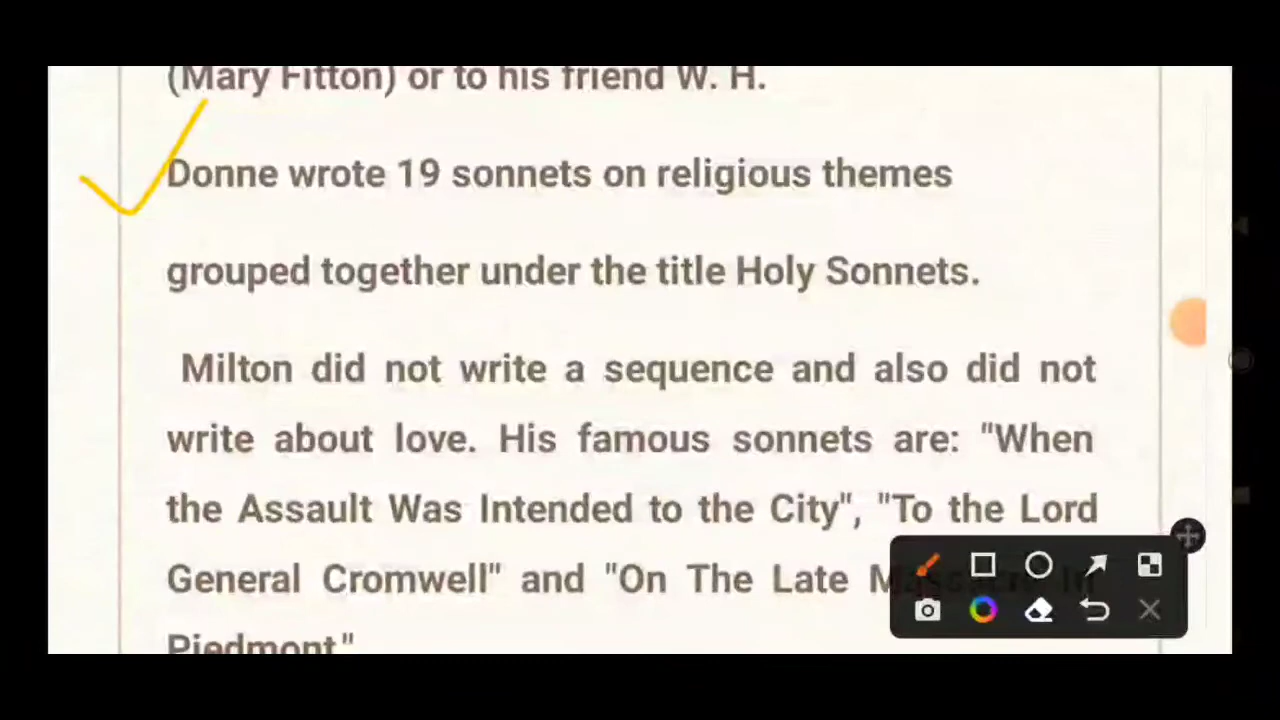 (Mary Fitton) or to his friend W. H.
Donne wrote 19 sonnets on religious themes
grouped together under the title Holy Sonnets.
Milton did not write a sequence and also did not
write about love. His famous sonnets are: "When
the Assault Was Intended to the City", "To the Lord
General Cromwell" and "On The Late Massacre In
Piedmont"